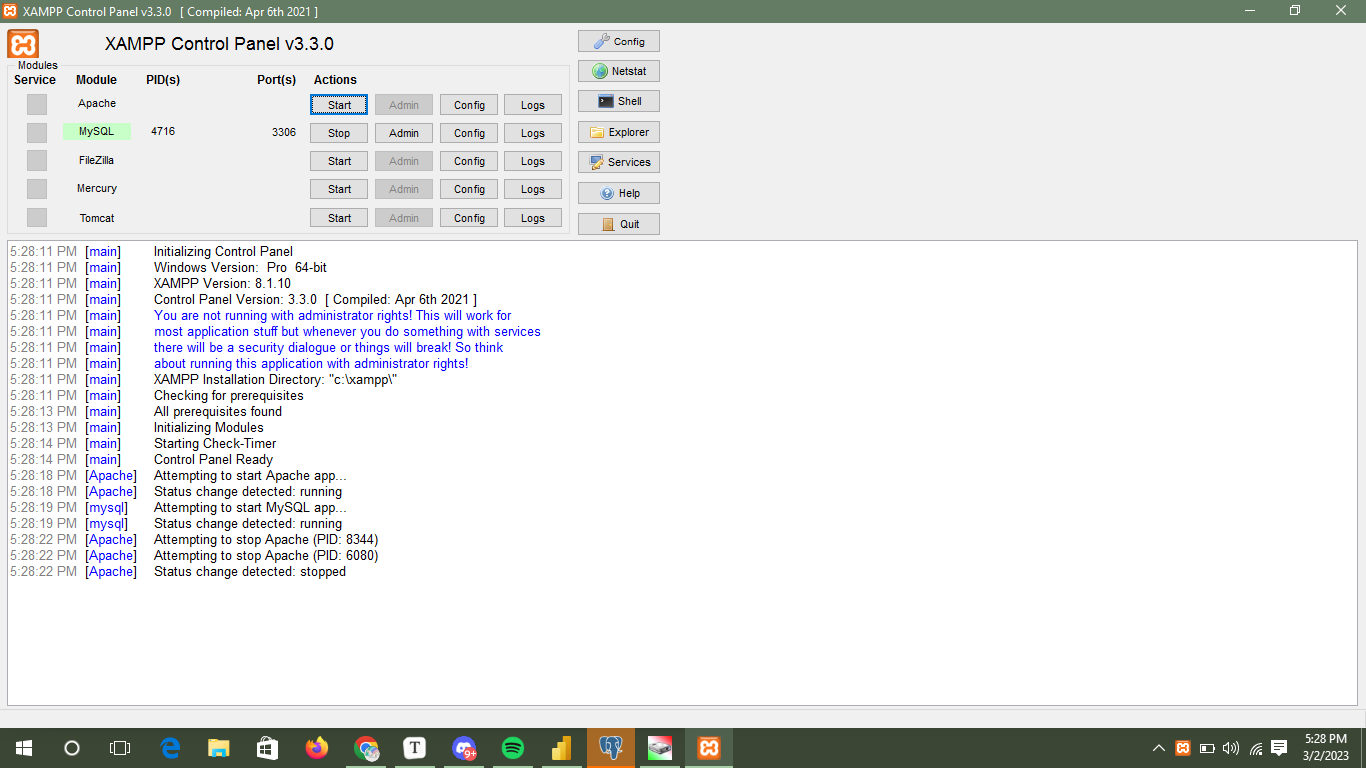 XAMPP Control Panel v3.3.0 [ Compiled: Apr 6th 2021 ]
XAMPP Control Panel v3.3.0
Modules
Service Module PID(s) Port(s) Actions
Apache Start Admin Config Logs
MySQL 4716 3306 Stop Admin Config Logs
FileZilla Start Admin Config Logs
Mercury Start Admin Config Logs
Tomcat Start Admin Config Logs
Config
Netstat
Shell
Explorer
Services
Help
Quit
5:28:11 PM [main] Initializing Control Panel
5:28:11 PM [main] Windows Version: Pro 64-bit
5:28:11 PM [main] XAMPP Version: 8.1.10
5:28:11 PM [main] Control Panel Version: 3.3.0 [ Compiled: Apr 6th 2021 ]
5:28:11 PM [main] You are not running with administrator rights! This will work for
5:28:11 PM [main] most application stuff but whenever you do something with services
5:28:11 PM [main] there will be a security dialogue or things will break! So think
5:28:11 PM [main] about running this application with administrator rights!
5:28:11 PM [main] XAMPP Installation Directory: "c:\xampp\"
5:28:11 PM [main] Checking for prerequisites
5:28:13 PM [main] All prerequisites found
5:28:13 PM [main] Initializing Modules
5:28:14 PM [main] Starting Check-Timer
5:28:14 PM [main] Control Panel Ready
5:28:18 PM [Apache] Attempting to start Apache app...
5:28:18 PM [Apache] Status change detected: running
5:28:19 PM [mysql] Attempting to start MySQL app...
5:28:19 PM [mysql] Status change detected: running
5:28:22 PM [Apache] Attempting to stop Apache (PID: 8344)
5:28:22 PM [Apache] Attempting to stop Apache (PID: 6080)
5:28:22 PM [Apache] Status change detected: stopped
T
9+
5:28 PM
3/2/2023